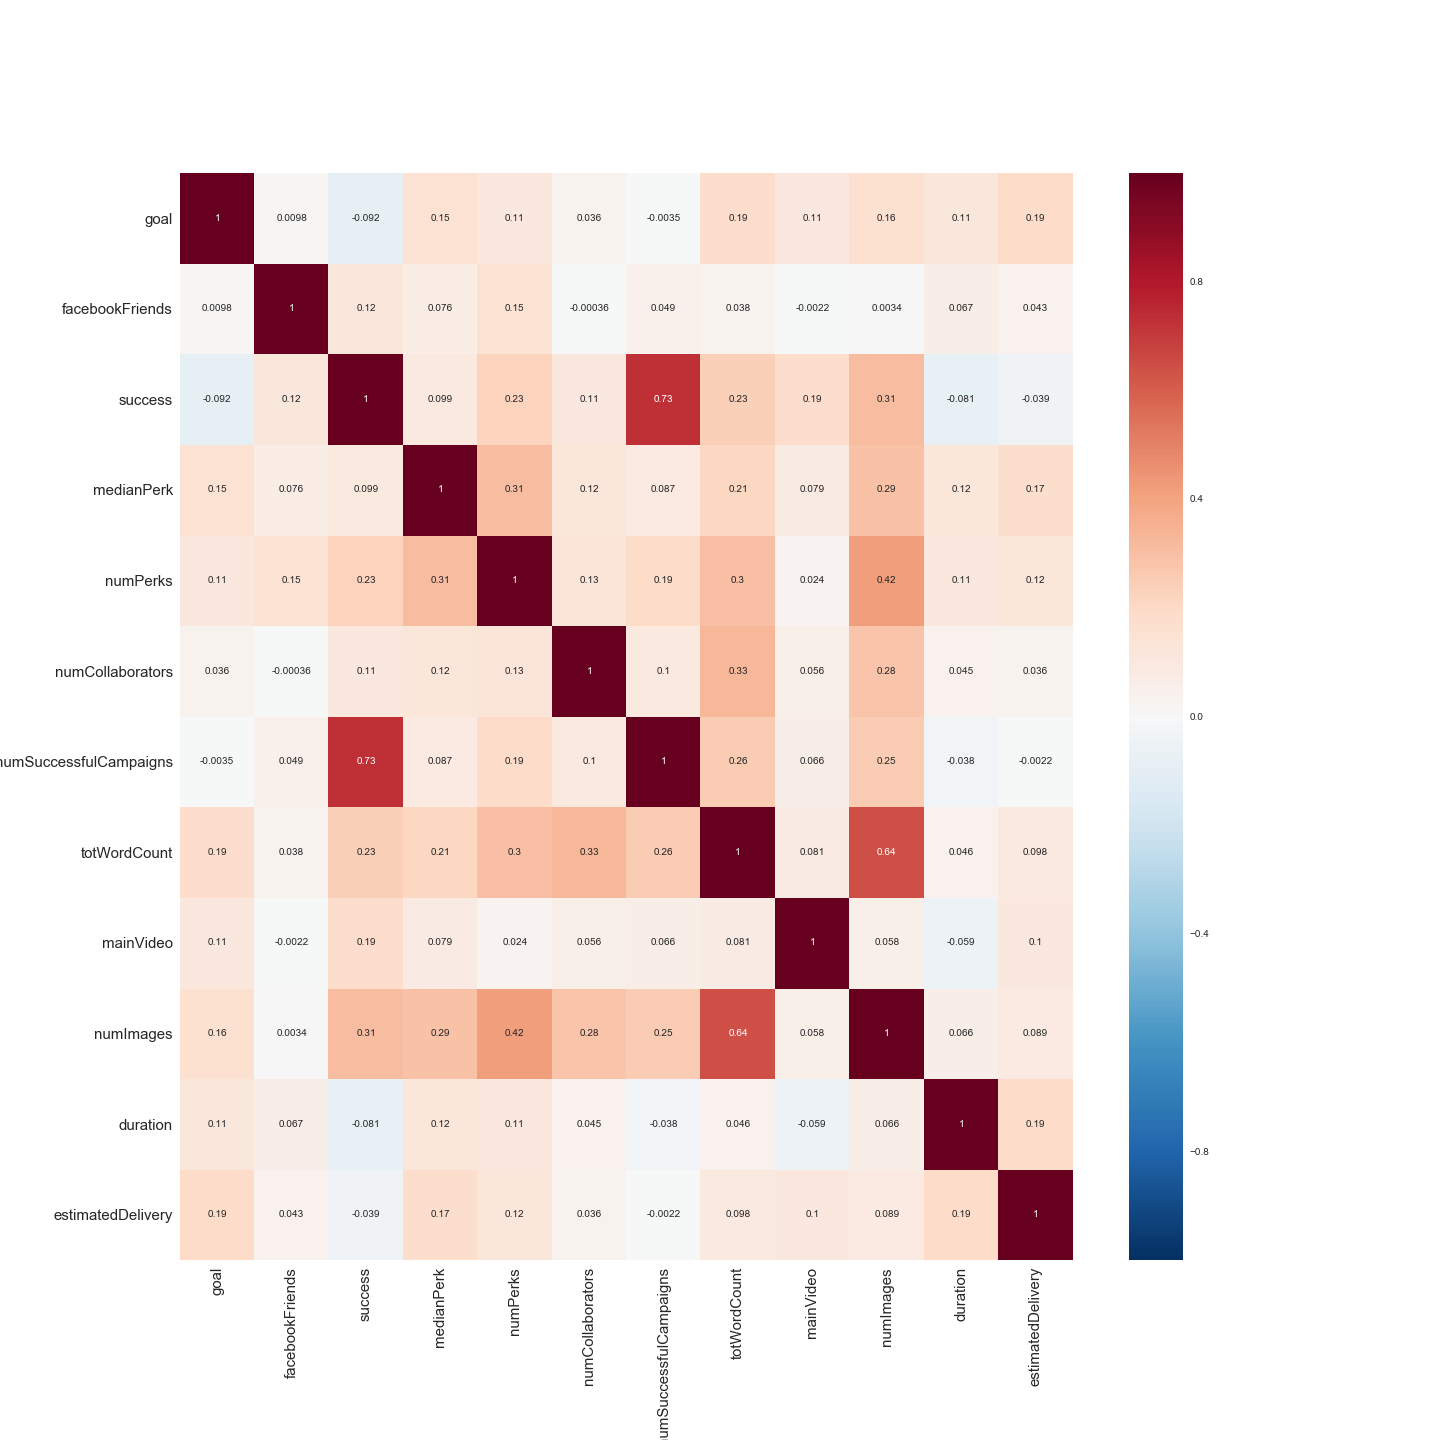 goal 1 0.0098 -0.092 0.15 0.11 0.036 -0.0035 0.19 0.11 0.16 0.11 0.19
facebookFriends 0.0098 1 0.12 0.076 0.15 -0.00036 0.049 0.038 -0.0022 0.0034 0.067 0.043
success -0.092 0.12 1 0.099 0.23 0.11 0.73 0.23 0.19 0.31 -0.081 -0.039
medianPerk 0.15 0.076 0.099 1 0.31 0.12 0.087 0.21 0.079 0.29 0.12 0.17
numPerks 0.11 0.15 0.23 0.31 1 0.13 0.19 0.3 0.024 0.42 0.11 0.12
numCollaborators 0.036 -0.00036 0.11 0.12 0.13 1 0.1 0.33 0.056 0.28 0.045 0.036
numSuccessfulCampaigns -0.0035 0.049 0.73 0.087 0.19 0.1 1 0.26 0.066 0.25 -0.038 -0.0022
totWordCount 0.19 0.038 0.23 0.21 0.3 0.33 0.26 1 0.081 0.64 0.046 0.098
mainVideo 0.11 -0.0022 0.19 0.079 0.024 0.056 0.066 0.081 1 0.058 -0.059 0.1
numImages 0.16 0.0034 0.31 0.29 0.42 0.28 0.25 0.64 0.058 1 0.066 0.089
duration 0.11 0.067 -0.081 0.12 0.11 0.045 -0.038 0.046 -0.059 0.066 1 0.19
estimatedDelivery 0.19 0.043 -0.039 0.17 0.12 0.036 -0.0022 0.098 0.1 0.089 0.19 1
goal
facebookFriends
success
medianPerk
numPerks
numCollaborators
numSuccessfulCampaigns
totWordCount
mainVideo
numImages
duration
estimatedDelivery
0.8
0.4
0.0
−0.4
−0.8